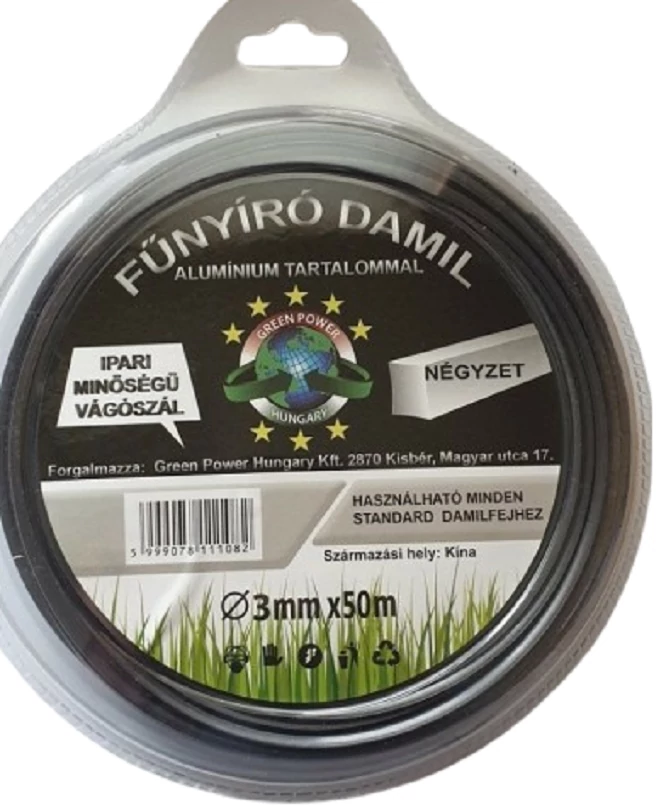 FŰNYÍRÓ DAMIL
ALUMÍNIUM TARTALOMMAL
GREEN POWER
HUNGARY
IPARI
MINŐSÉGŰ
VÁGÓSZÁL
NÉGYZET
Forgalmazza: Green Power Hungary Kft. 2870 Kisbér, Magyar utca 17.
5 999078 111082
HASZNÁLHATÓ MINDEN
STANDARD DAMILFEJHEZ
Származási hely: Kína
Ø3mm x50m